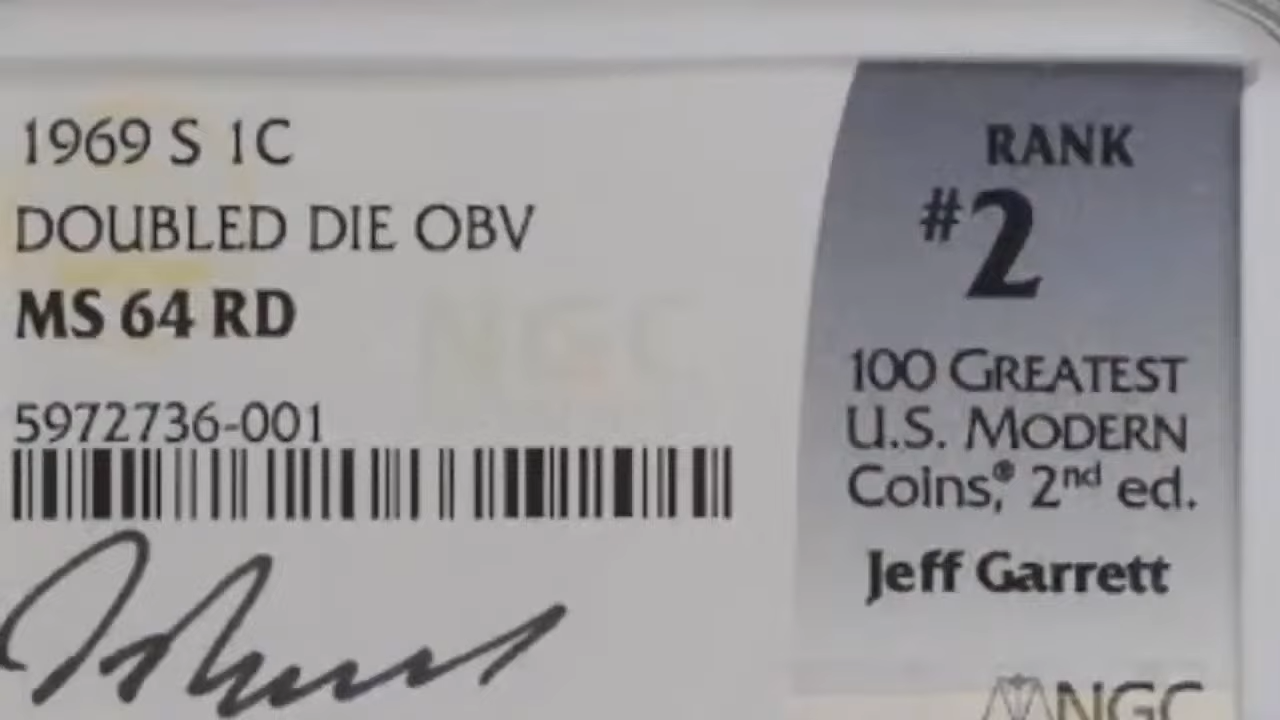 1969 S 1C
DOUBLED DIE OBV
MS 64 RD
NGC
5972736-001
RANK
#2
100 GREATEST
U.S. MODERN
Coins,® 2nd ed.
Jeff Garrett
NGC